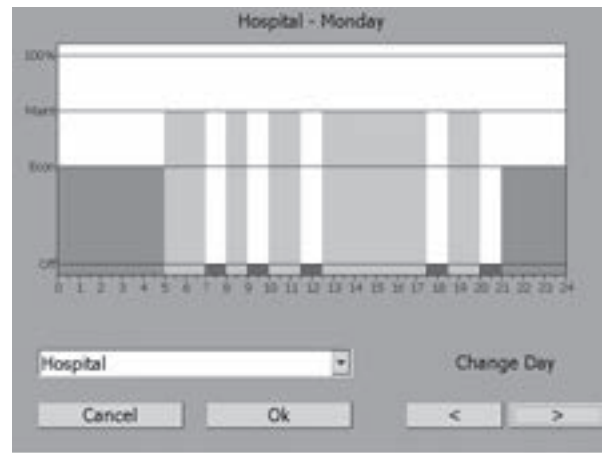 Hospital - Monday
100%
Econ
Off
0 1 2 3 4 5 6 7 8 9 10 11 12 13 14 15 16 17 18 19 20 21 22 23 24
Hospital
Change Day
Cancel Ok < >